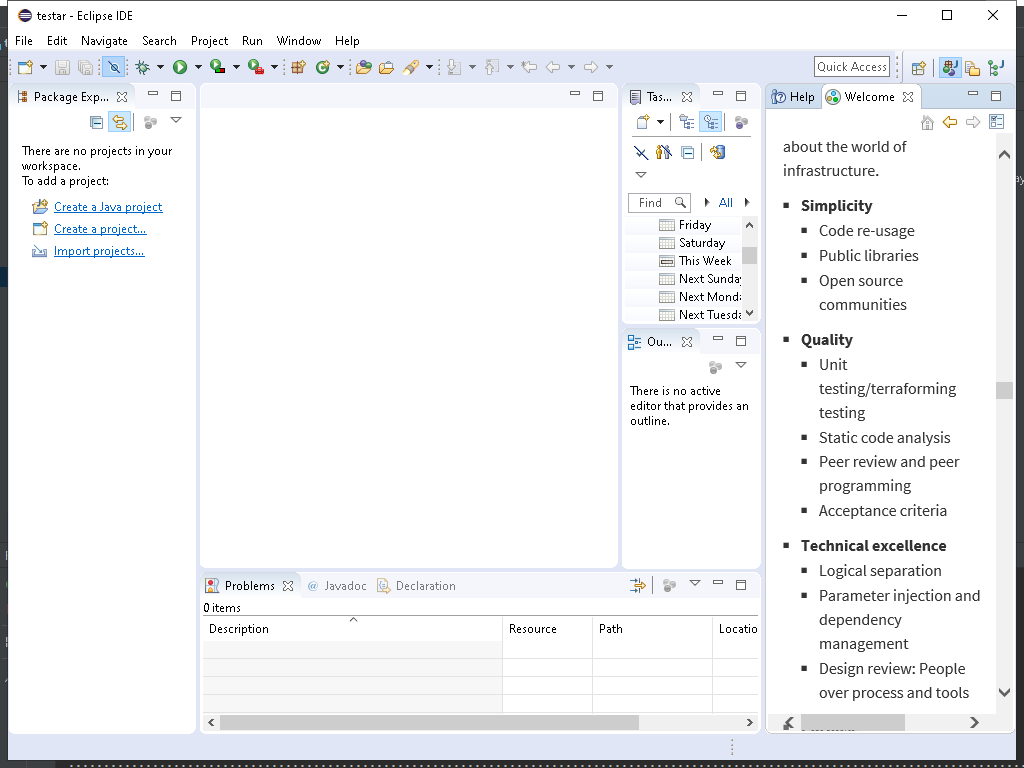 testar - Eclipse IDE
File Edit Navigate Search Project Run Window Help
Quick Access
Package Exp...
There are no projects in your
workspace.
To add a project:
Create a Java project
Create a project...
Import projects...
Tas...
Find All
Friday
Saturday
This Week
Next Sunday
Next Monda
Next Tuesda
Ou...
There is no active
editor that provides an
outline.
Help Welcome
about the world of
infrastructure.
Simplicity
Code re-usage
Public libraries
Open source
communities
Quality
Unit
testing/terraforming
testing
Static code analysis
Peer review and peer
programming
Acceptance criteria
Technical excellence
Logical separation
Parameter injection and
dependency
management
Design review: People
over process and tools
Problems @ Javadoc Declaration
0 items
Description Resource Path Locatio